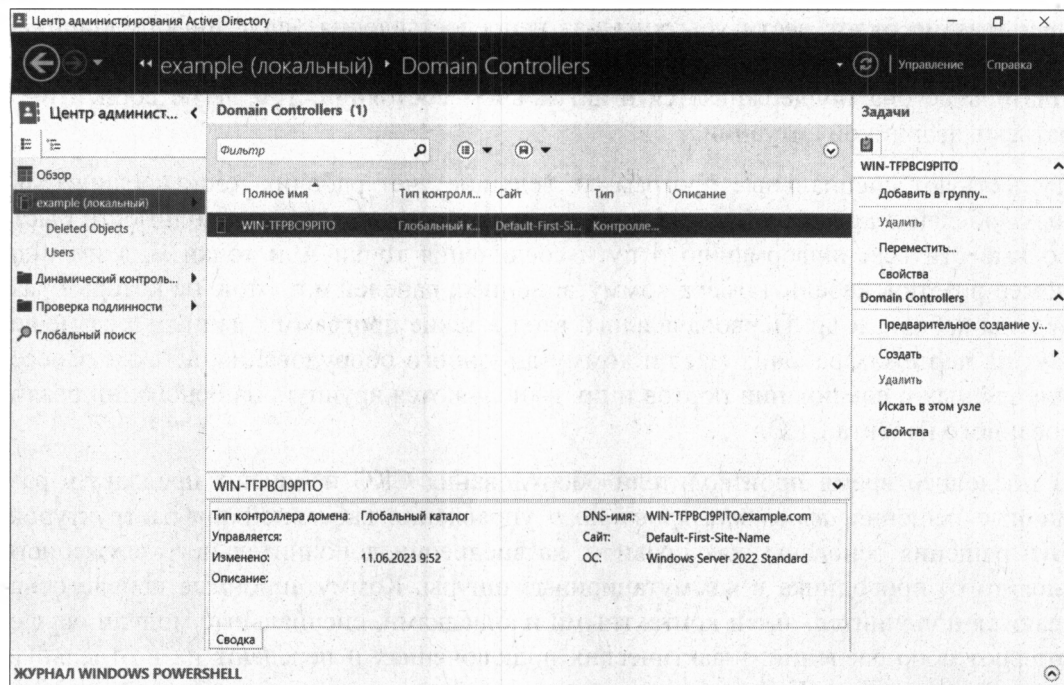 Центр администрирования Active Directory
example (локальный) Domain Controllers
Управление Справка
Центр админист...
Domain Controllers (1)
Задачи
Фильтр
Обзор
example (локальный)
Deleted Objects
Users
Динамический контроль...
Проверка подлинности
Глобальный поиск
Полное имя Тип контролл... Сайт Тип Описание
WIN-TFPBCI9PITO Глобальный к... Default-First-Si... Контролле...
WIN-TFPBCI9PITO
Добавить в группу...
Удалить
Переместить...
Свойства
Domain Controllers
Предварительное создание у...
Создать
Удалить
Искать в этом узле
Свойства
WIN-TFPBCI9PITO
Тип контроллера домена: Глобальный каталог
Управляется:
Изменено: 11.06.2023 9:52
Описание:
DNS-имя: WIN-TFPBCI9PITO.example.com
Сайт: Default-First-Site-Name
ОС: Windows Server 2022 Standard
Сводка
ЖУРНАЛ WINDOWS POWERSHELL